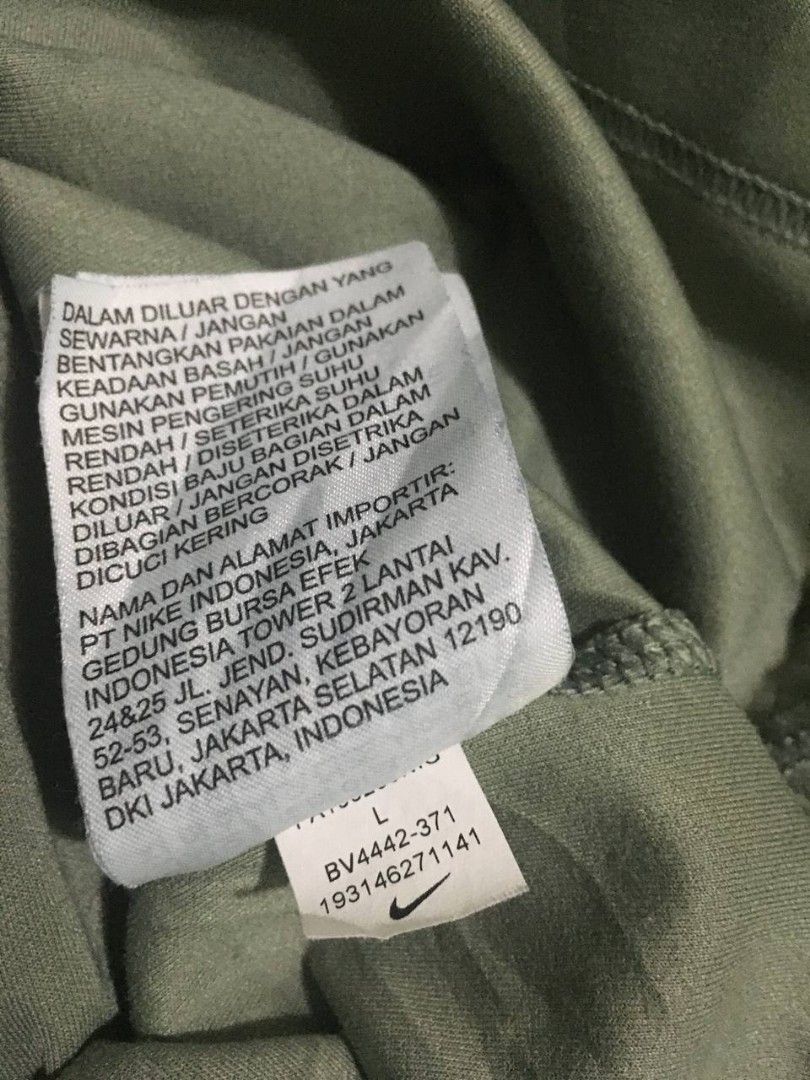 DALAM DILUAR DENGAN YANG
SEWARNA / JANGAN
BENTANGKAN PAKAIAN DALAM
KEADAAN BASAH / JANGAN
GUNAKAN PEMUTIH / GUNAKAN
MESIN PENGERING SUHU
RENDAH / SETERIKA SUHU
RENDAH / DISETERIKA DALAM
KONDISI BAJU BAGIAN DALAM
DILUAR / JANGAN DISETRIKA
DIBAGIAN BERCORAK / JANGAN
DICUCI KERING
NAMA DAN ALAMAT IMPORTIR:
PT NIKE INDONESIA, JAKARTA
GEDUNG BURSA EFEK
INDONESIA TOWER 2 LANTAI
24&25 JL. JEND. SUDIRMAN KAV.
52-53, SENAYAN, KEBAYORAN
BARU, JAKARTA SELATAN 12190
DKI JAKARTA, INDONESIA
L
BV4442-371
193146271141